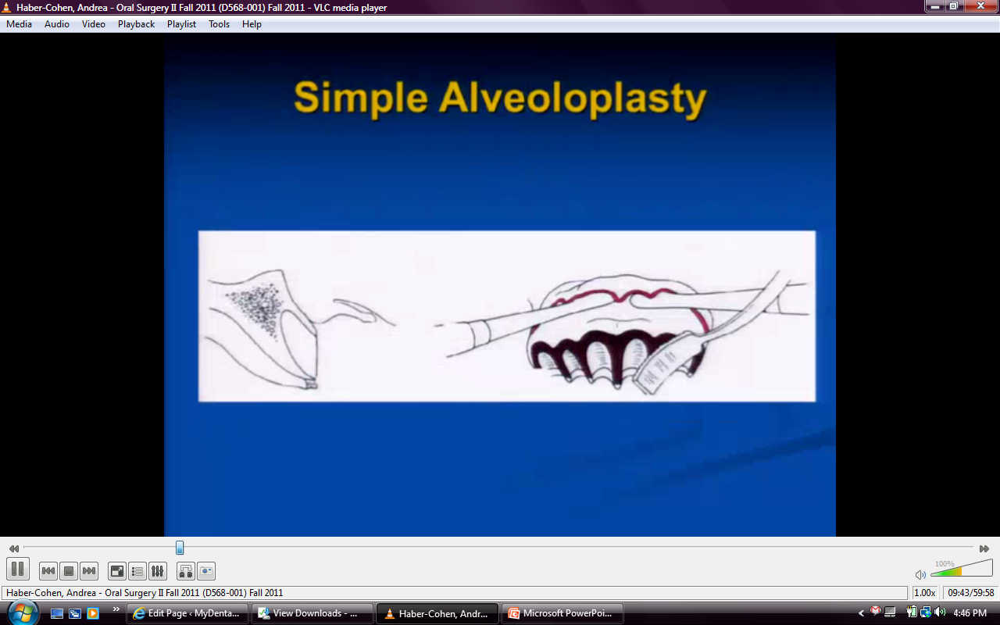 Haber-Cohen, Andrea - Oral Surgery II Fall 2011 (D568-001) Fall 2011 - VLC media player
Media Audio Video Playback Playlist Tools Help
Simple Alveoloplasty
100%
Haber-Cohen, Andrea - Oral Surgery II Fall 2011 (D568-001) Fall 2011 1.00x 09:43/59:58
» Edit Page ‹ MyDenta... View Downloads - ... Haber-Cohen, Andr... Microsoft PowerPoi... 4:46 PM